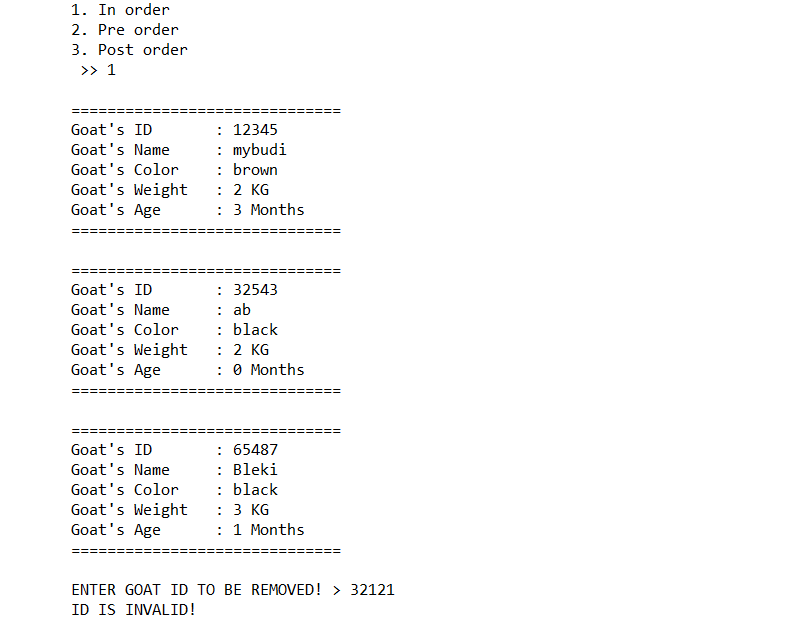 1. In order
2. Pre order
3. Post order
>> 1
==============================
Goat's ID       : 12345
Goat's Name     : mybudi
Goat's Color    : brown
Goat's Weight   : 2 KG
Goat's Age      : 3 Months
==============================
==============================
Goat's ID       : 32543
Goat's Name     : ab
Goat's Color    : black
Goat's Weight   : 2 KG
Goat's Age      : 0 Months
==============================
==============================
Goat's ID       : 65487
Goat's Name     : Bleki
Goat's Color    : black
Goat's Weight   : 3 KG
Goat's Age      : 1 Months
==============================
ENTER GOAT ID TO BE REMOVED! > 32121
ID IS INVALID!